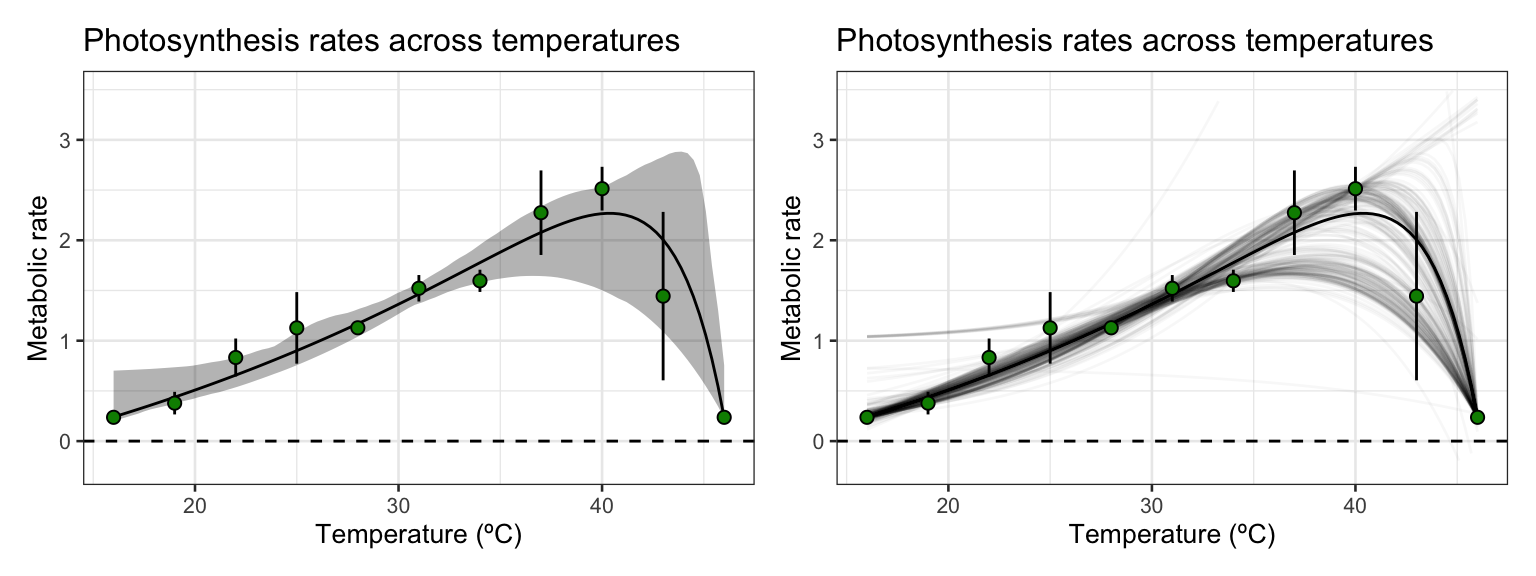 Photosynthesis rates across temperatures
Metabolic rate
3
2
1
0
20 30 40
Temperature (ºC)
Photosynthesis rates across temperatures
Metabolic rate
3
2
1
0
20 30 40
Temperature (ºC)